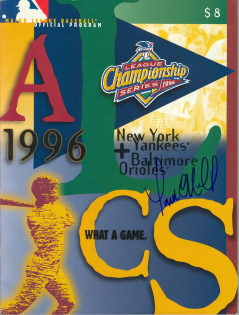 MAJOR LEAGUE BASEBALL
OFFICIAL PROGRAM
$8
A
L
LEAGUE
Championship
SERIES 1996
1996
New York
Yankees
+ Baltimore
Orioles
WHAT A GAME.
CS